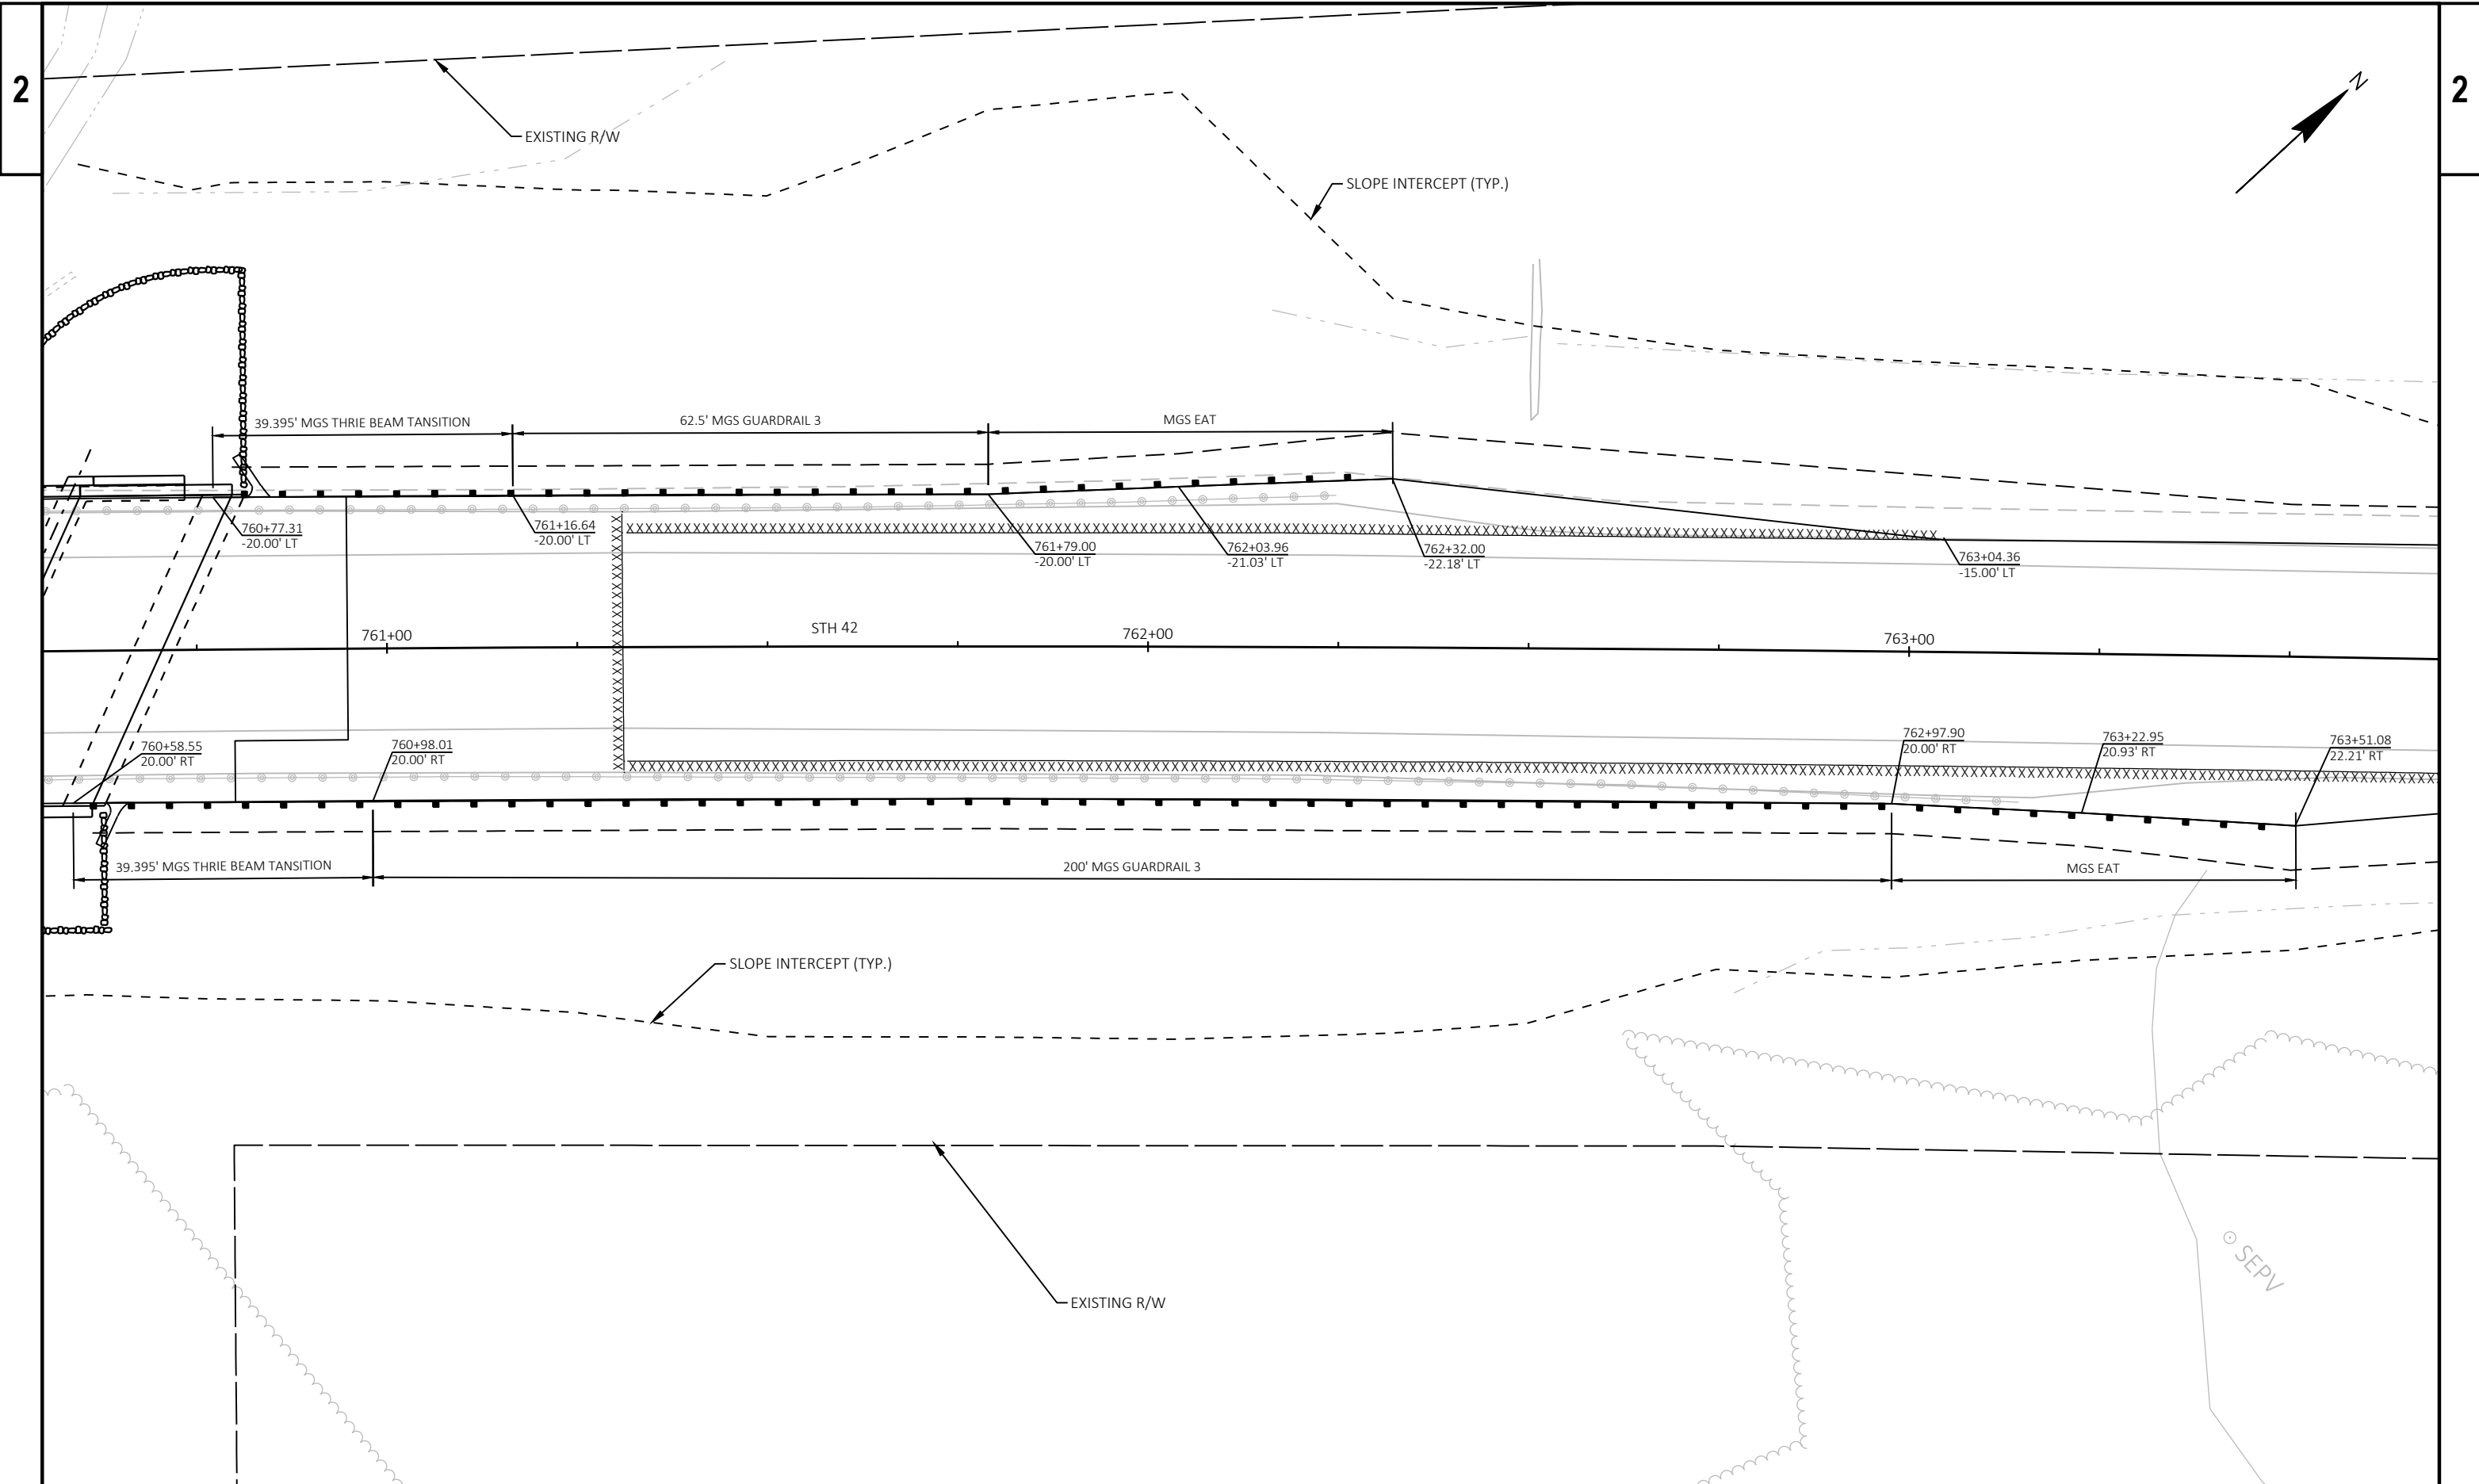 2
2
N
EXISTING R/W
SLOPE INTERCEPT (TYP.)
39.395' MGS THRIE BEAM TANSITION
62.5' MGS GUARDRAIL 3
MGS EAT
760+77.31
-20.00' LT
761+16.64
-20.00' LT
761+79.00
-20.00' LT
762+03.96
-21.03' LT
762+32.00
-22.18' LT
763+04.36
-15.00' LT
761+00
STH 42
762+00
763+00
760+58.55
20.00' RT
760+98.01
20.00' RT
762+97.90
20.00' RT
763+22.95
20.93' RT
763+51.08
22.21' RT
39.395' MGS THRIE BEAM TANSITION
200' MGS GUARDRAIL 3
MGS EAT
SLOPE INTERCEPT (TYP.)
SEPV
EXISTING R/W